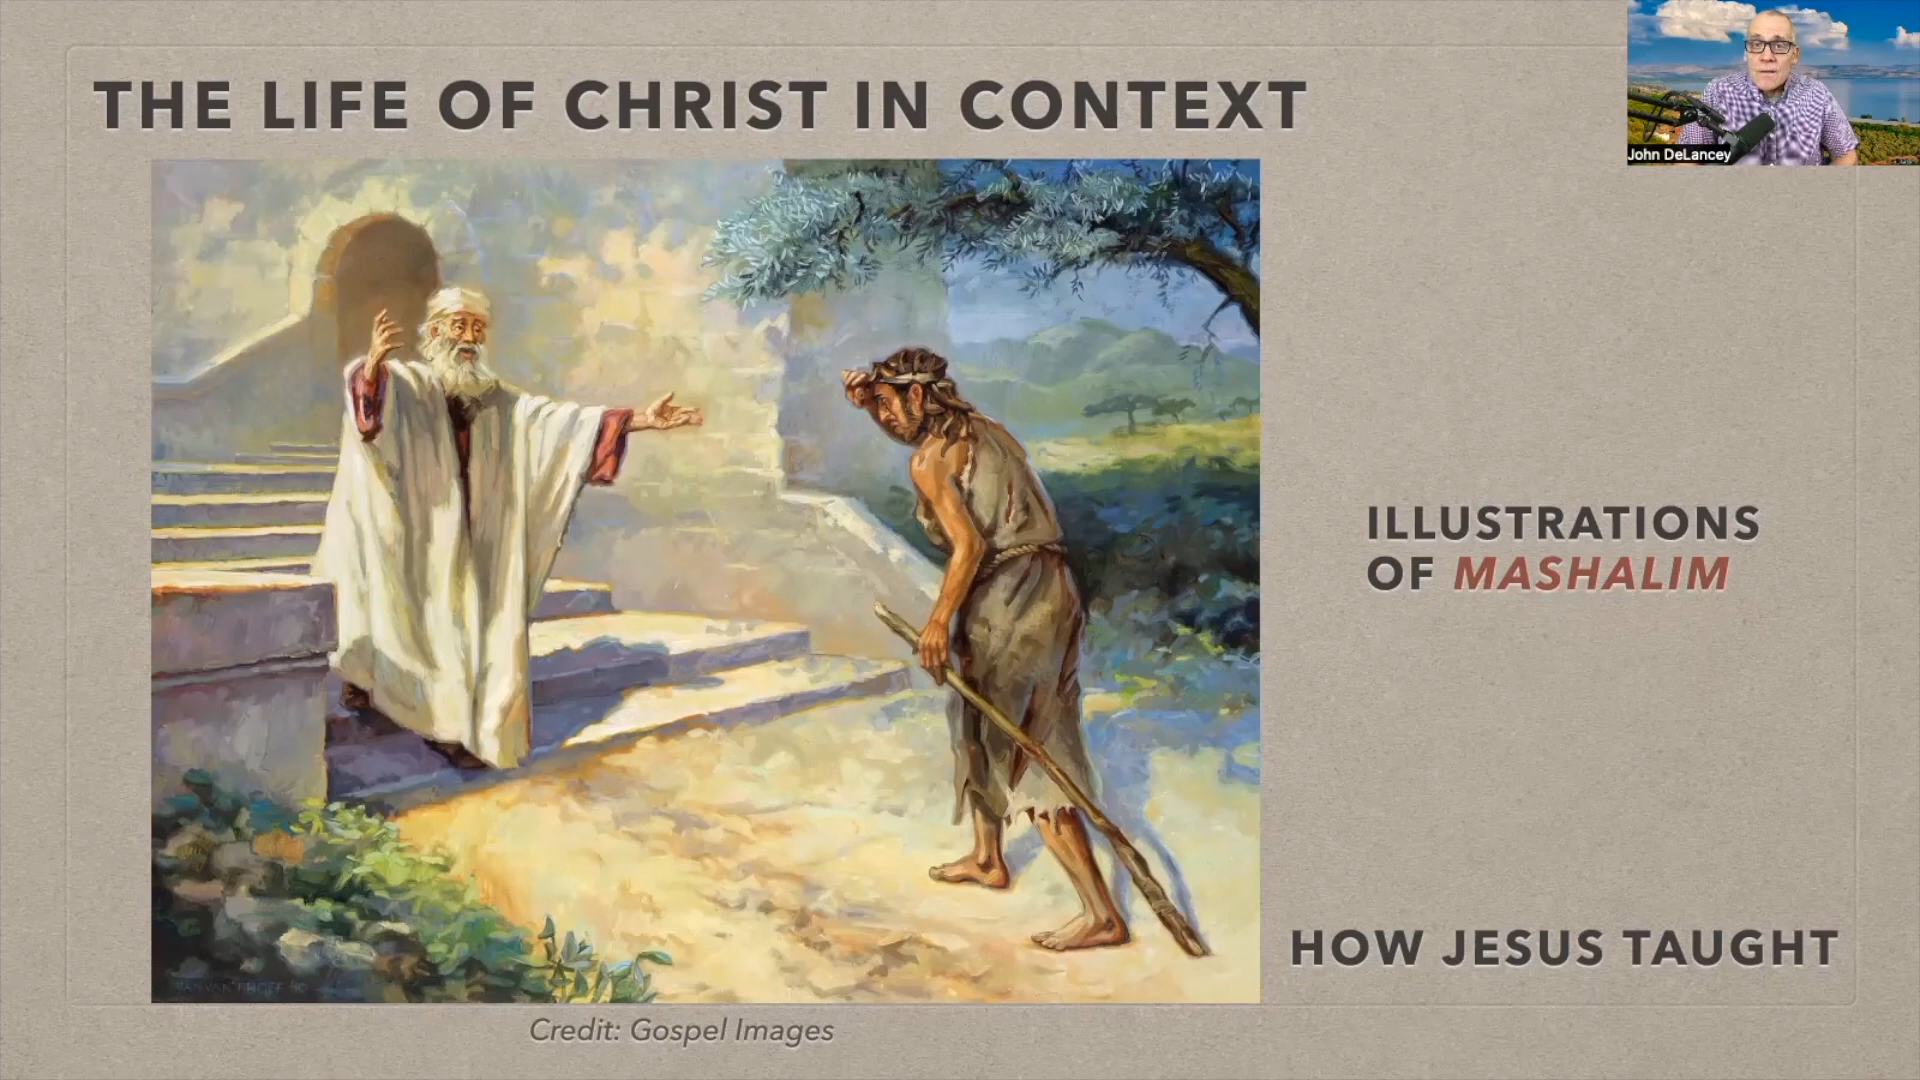 THE LIFE OF CHRIST IN CONTEXT
John DeLancey
ILLUSTRATIONS
OF MASHALIM
HOW JESUS TAUGHT
Credit: Gospel Images